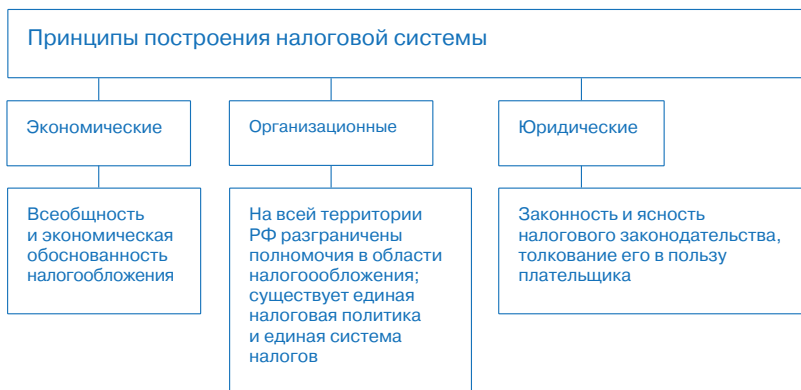 Принципы построения налоговой системы
Экономические
Организационные
Юридические
Всеобщность
и экономическая
обоснованность
налогообложения
На всей территории
РФ разграничены
полномочия в области
налогоообложения;
существует единая
налоговая политика
и единая система
налогов
Законность и ясность
налогового законодательства,
толкование его в пользу
плательщика